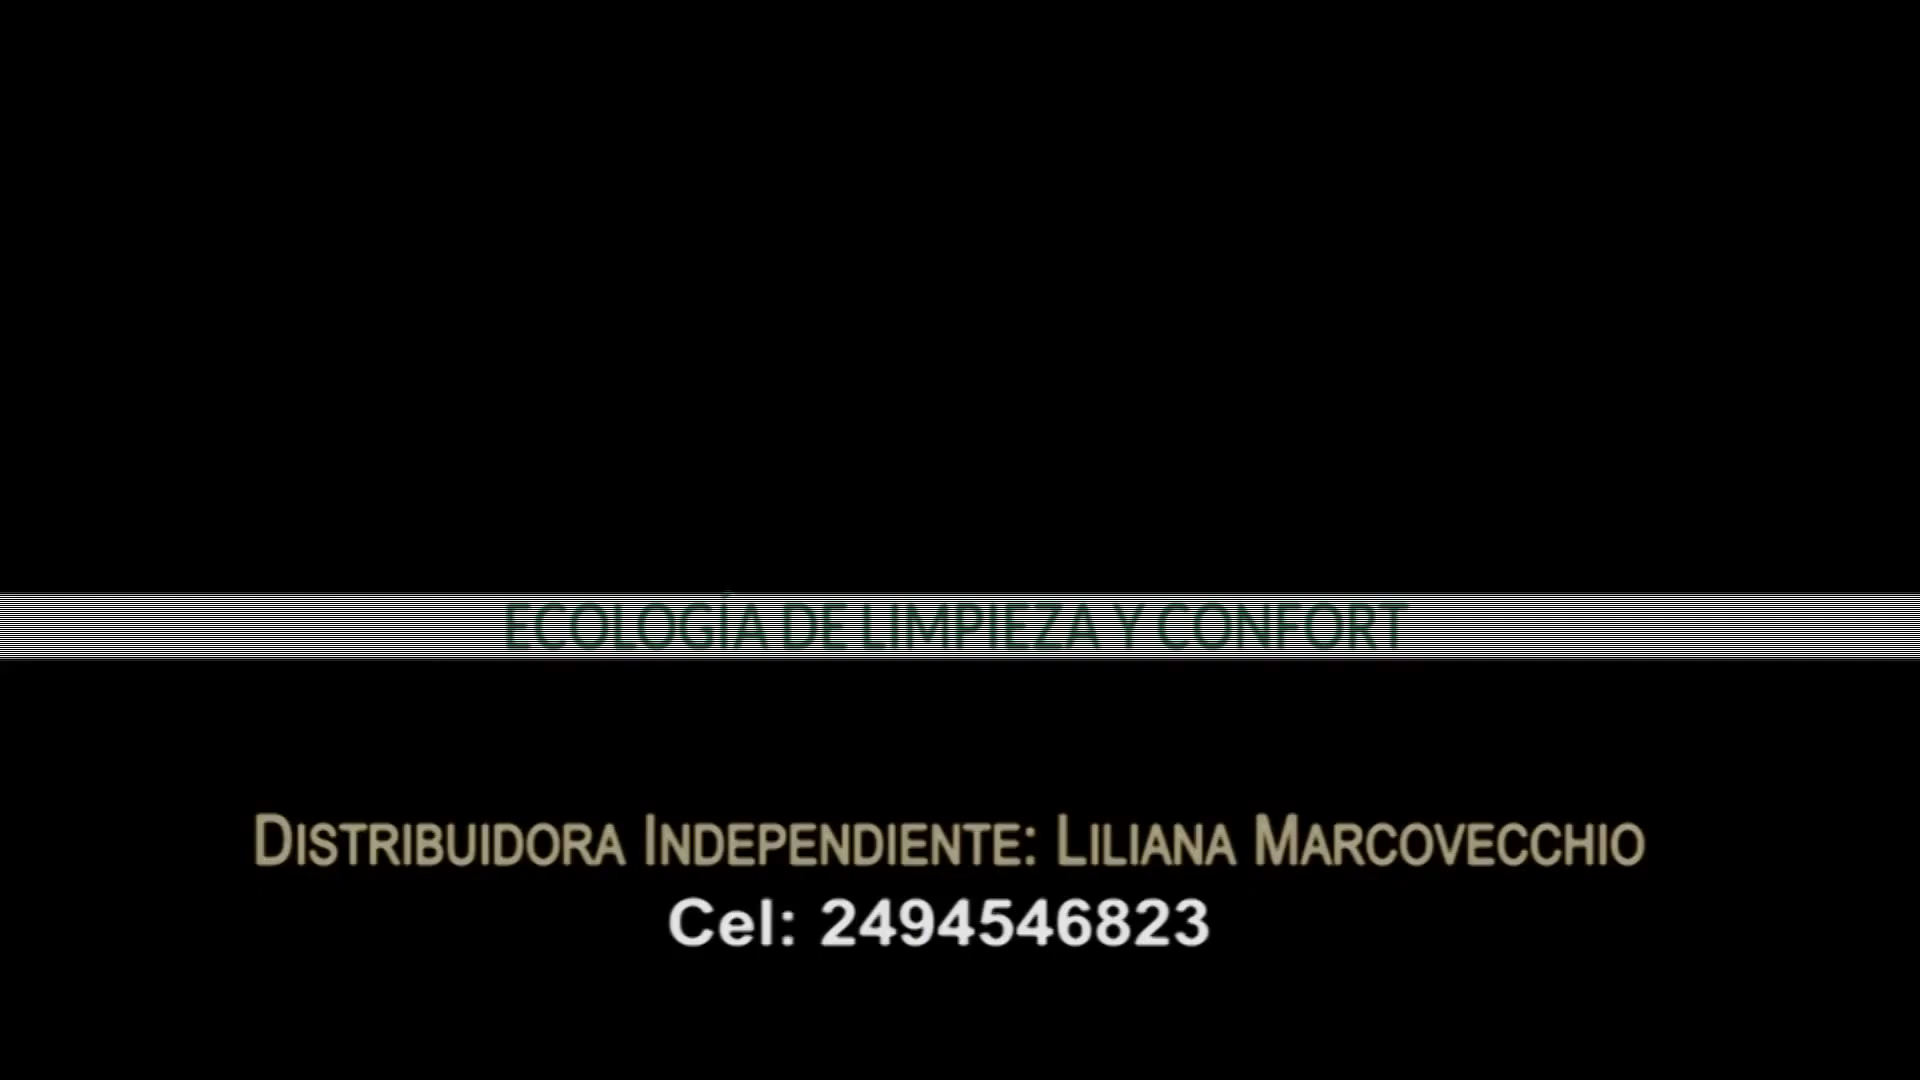 ECOLOGÍA DE LIMPIEZA Y CONFORT
DISTRIBUIDORA INDEPENDIENTE: LILIANA MARCOVECCHIO
Cel: 2494546823